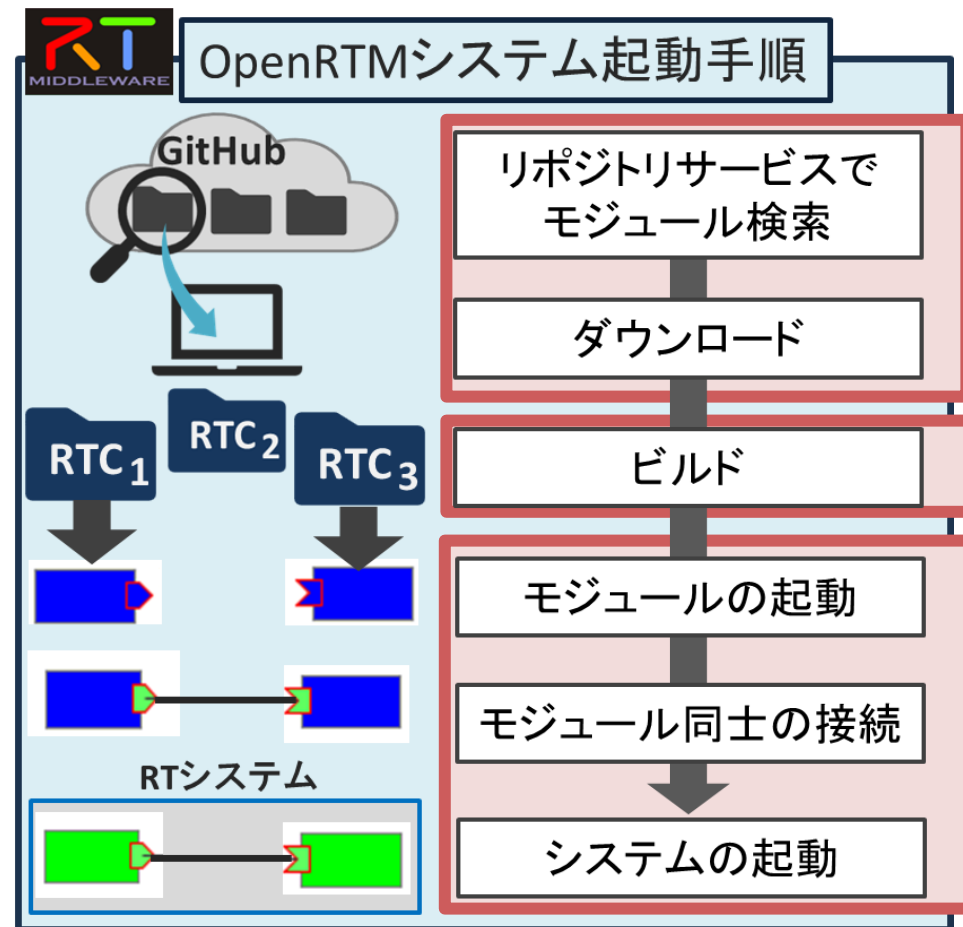 RT
MIDDLEWARE
OpenRTMシステム起動手順
GitHub
RTC1
RTC2
RTC3
RTシステム
リポジトリサービスで
モジュール検索
ダウンロード
ビルド
モジュールの起動
モジュール同士の接続
システムの起動